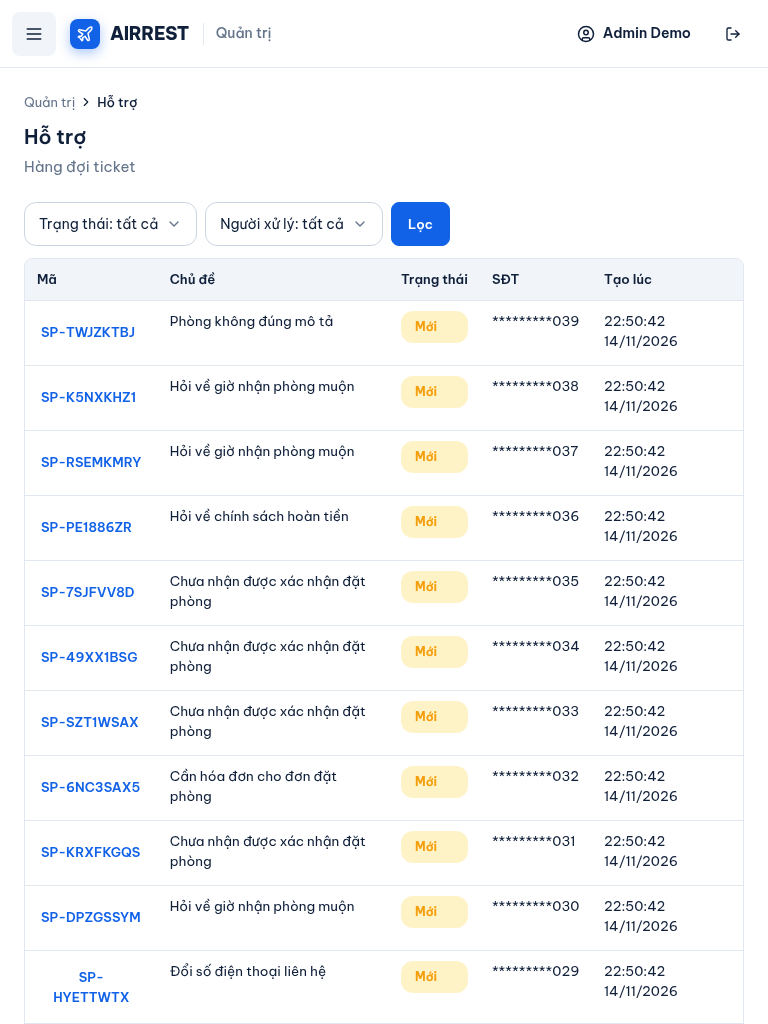 AIRREST
Quản trị
Admin Demo
Quản trị > Hỗ trợ
Hỗ trợ
Hàng đợi ticket
Trạng thái: tất cả
Người xử lý: tất cả
Lọc
Mã Chủ đề Trạng thái SĐT Tạo lúc
SP-TWJZKTBJ Phòng không đúng mô tả Mới *********039 22:50:42
14/11/2026
SP-K5NXKHZ1 Hỏi về giờ nhận phòng muộn Mới *********038 22:50:42
14/11/2026
SP-RSEMKMRY Hỏi về giờ nhận phòng muộn Mới *********037 22:50:42
14/11/2026
SP-PE1886ZR Hỏi về chính sách hoàn tiền Mới *********036 22:50:42
14/11/2026
SP-7SJFVV8D Chưa nhận được xác nhận đặt Mới *********035 22:50:42
phòng 14/11/2026
SP-49XX1BSG Chưa nhận được xác nhận đặt Mới *********034 22:50:42
phòng 14/11/2026
SP-SZT1WSAX Chưa nhận được xác nhận đặt Mới *********033 22:50:42
phòng 14/11/2026
SP-6NC3SAX5 Cần hóa đơn cho đơn đặt Mới *********032 22:50:42
phòng 14/11/2026
SP-KRXFKGQS Chưa nhận được xác nhận đặt Mới *********031 22:50:42
phòng 14/11/2026
SP-DPZGSSYM Hỏi về giờ nhận phòng muộn Mới *********030 22:50:42
14/11/2026
SP- Đổi số điện thoại liên hệ Mới *********029 22:50:42
HYETTWTX 14/11/2026